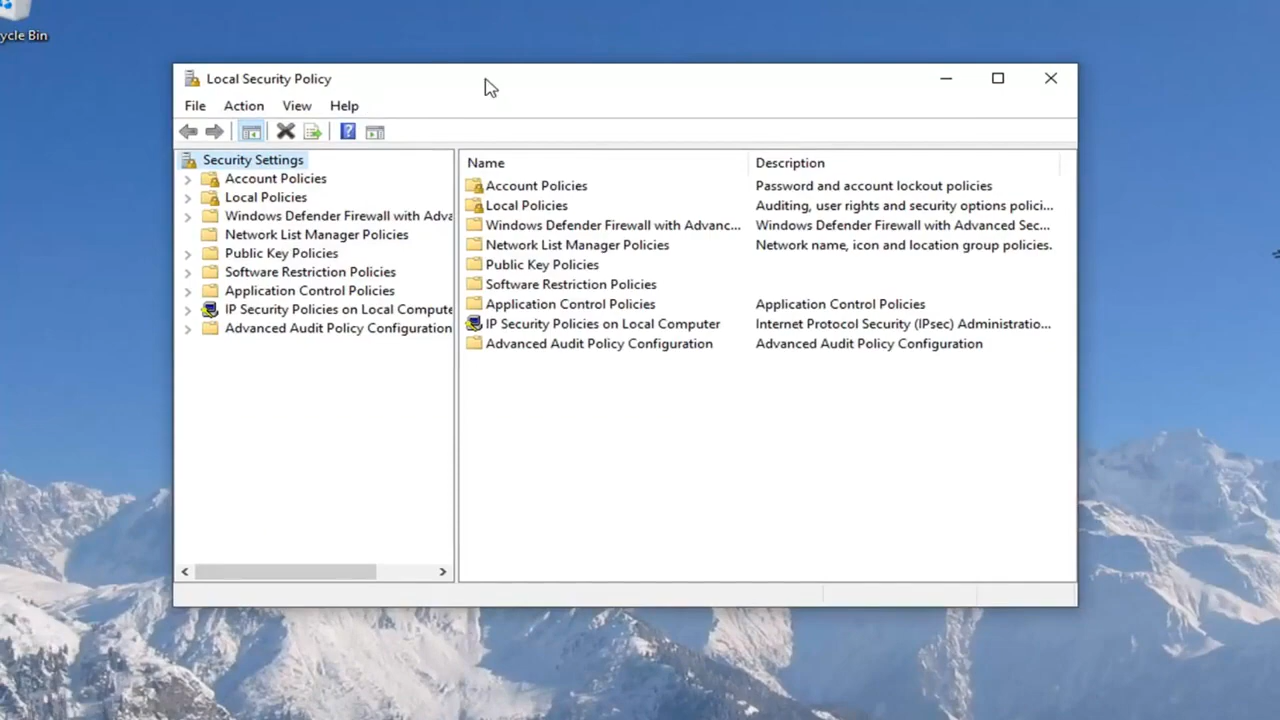 ycle Bin
Local Security Policy
File Action View Help
Security Settings
Account Policies
Local Policies
Windows Defender Firewall with Adva
Network List Manager Policies
Public Key Policies
Software Restriction Policies
Application Control Policies
IP Security Policies on Local Compute
Advanced Audit Policy Configuration
Name Description
Account Policies Password and account lockout policies
Local Policies Auditing, user rights and security options polici...
Windows Defender Firewall with Advanc... Windows Defender Firewall with Advanced Sec...
Network List Manager Policies Network name, icon and location group policies.
Public Key Policies
Software Restriction Policies
Application Control Policies Application Control Policies
IP Security Policies on Local Computer Internet Protocol Security (IPsec) Administratio...
Advanced Audit Policy Configuration Advanced Audit Policy Configuration